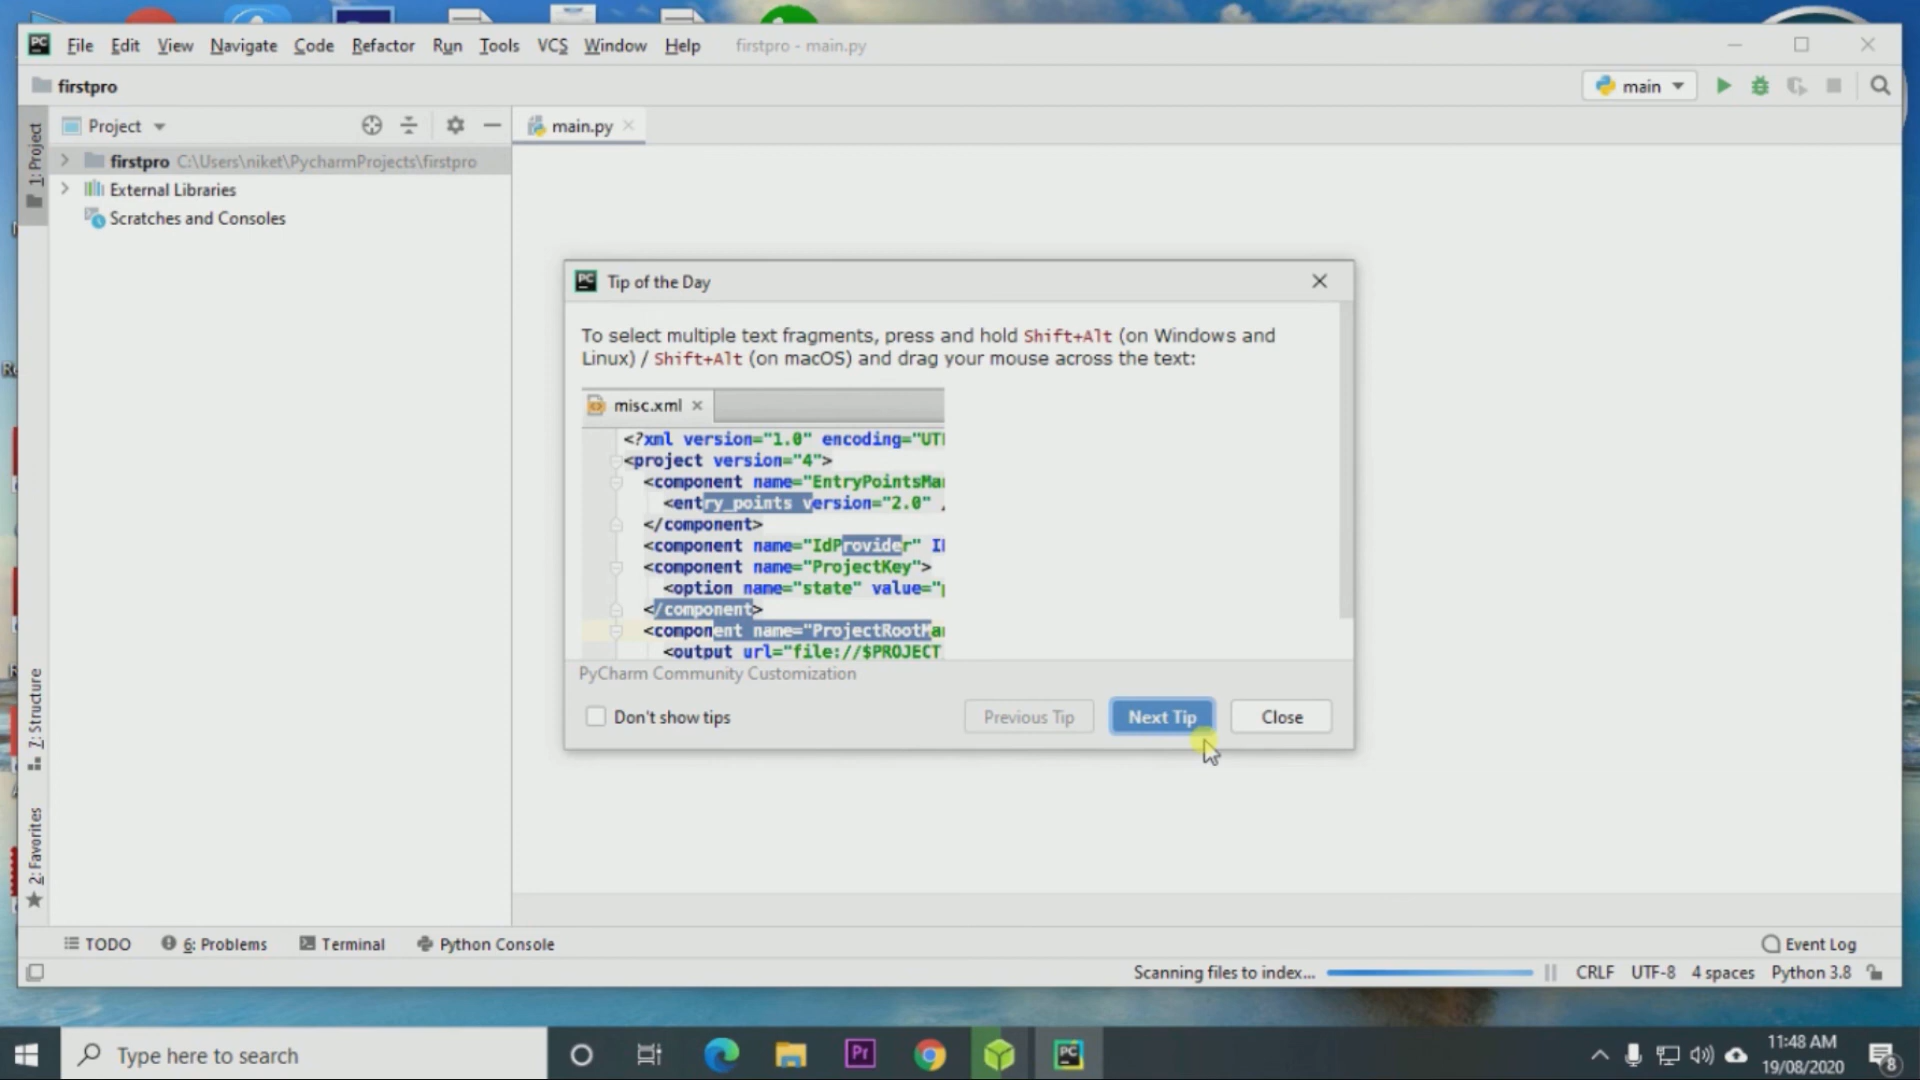 PC File Edit View Navigate Code Refactor Run Tools VCS Window Help firstpro - main.py
firstpro
main
1: Project
Project
main.py
firstpro C:\Users\niket\PycharmProjects\firstpro
External Libraries
Scratches and Consoles
PC Tip of the Day
To select multiple text fragments, press and hold Shift+Alt (on Windows and
Linux) / Shift+Alt (on macOS) and drag your mouse across the text:
misc.xml
<?xml version="1.0" encoding="UT
<project version="4">
<component name="EntryPointsMa
<entry_points version="2.0"
</component>
<component name="IdProvider" I
<component name="ProjectKey">
<option name="state" value="
</component>
<component name="ProjectRootMa
<output url="file://$PROJECT
PyCharm Community Customization
Don't show tips
Previous Tip
Next Tip
Close
7: Structure
2: Favorites
TODO
6: Problems
Terminal
Python Console
Event Log
Scanning files to index...
CRLF UTF-8 4 spaces Python 3.8
Type here to search
Pr
PC
11:48 AM
19/08/2020
8